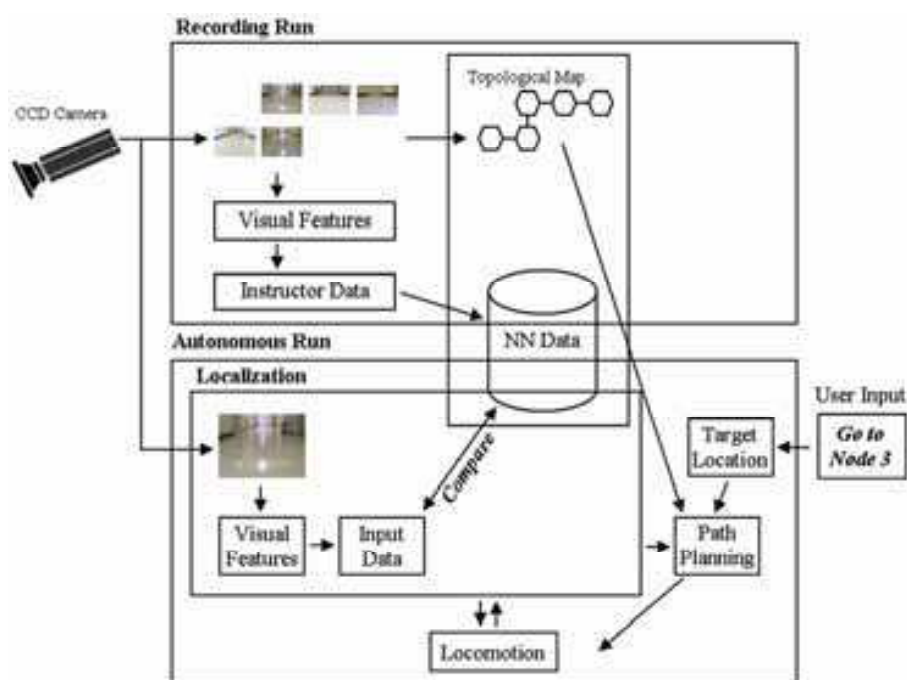 Recording Run
Topological Map
CCD Camera
Visual Features
Instructor Data
NN Data
Autonomous Run
Localization
User Input
Target
Location
Go to
Node 3
Compare
Visual
Features
Input
Data
Path
Planning
Locomotion